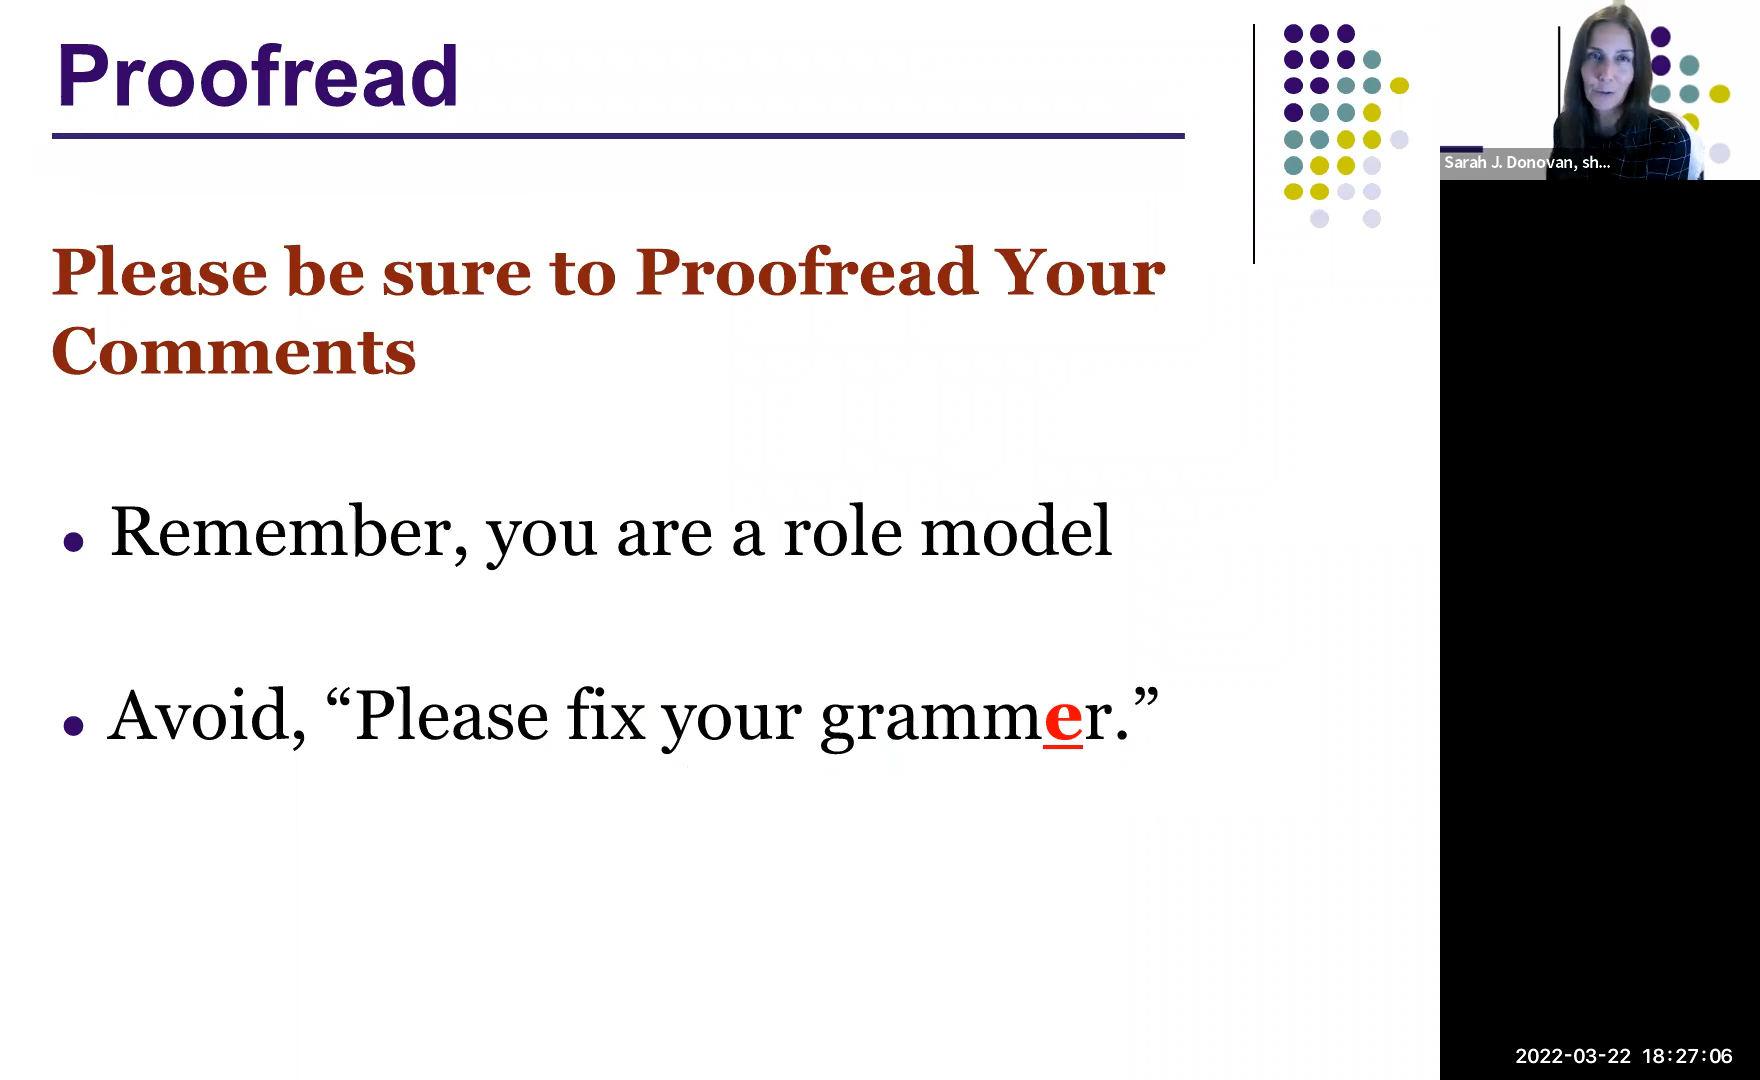 Proofread
Please be sure to Proofread Your
Comments
• Remember, you are a role model
• Avoid, “Please fix your grammer.”
Sarah J. Donovan, sh...
2022-03-22 18:27:06